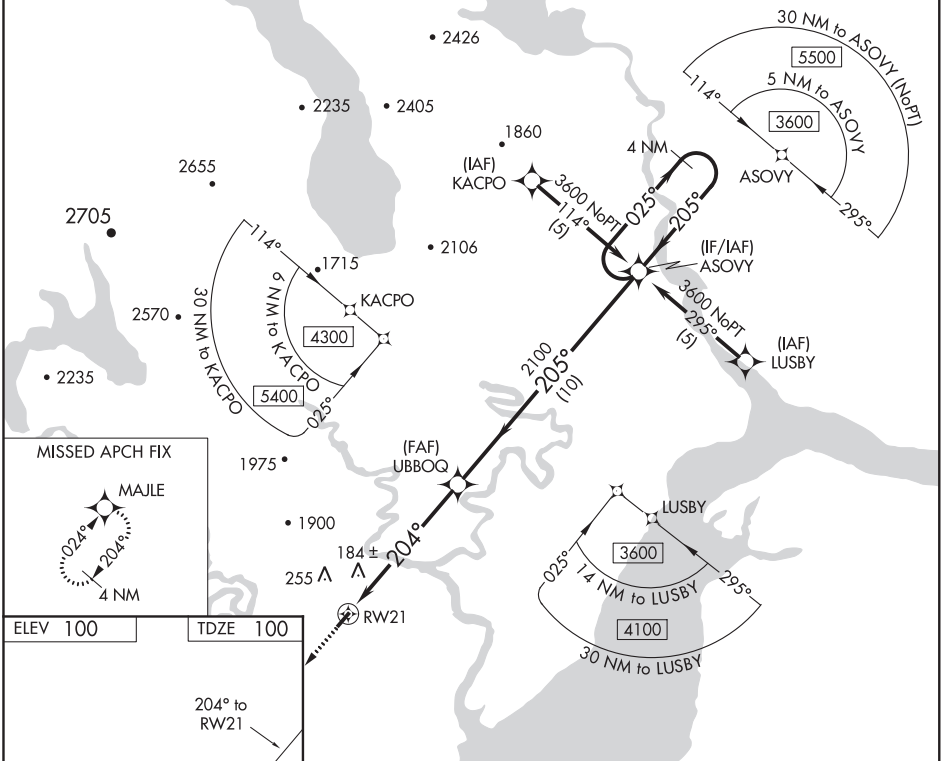 2426
30 NM to ASOVY (NoPT)
5500
114°
5 NM to ASOVY
3600
ASOVY
295°
2235
2405
1860
4 NM
(IAF)
KACPO
3600 NoPT
114°
(5)
025°
205°
2655
2705
2106
(IF/IAF)
ASOVY
114°
1715
KACPO
6 NM to KACPO
4300
30 NM to KACPO
5400
025°
2570
3600 NoPT
295°
(5)
(IAF)
LUSBY
2235
2100
205°
(10)
(FAF)
UBBOQ
MISSED APCH FIX
MAJLE
024°
204°
4 NM
1975
1900
184 ±
255
204°
RW21
LUSBY
3600
025°
295°
14 NM to LUSBY
4100
30 NM to LUSBY
ELEV 100
TDZE 100
204° to
RW21